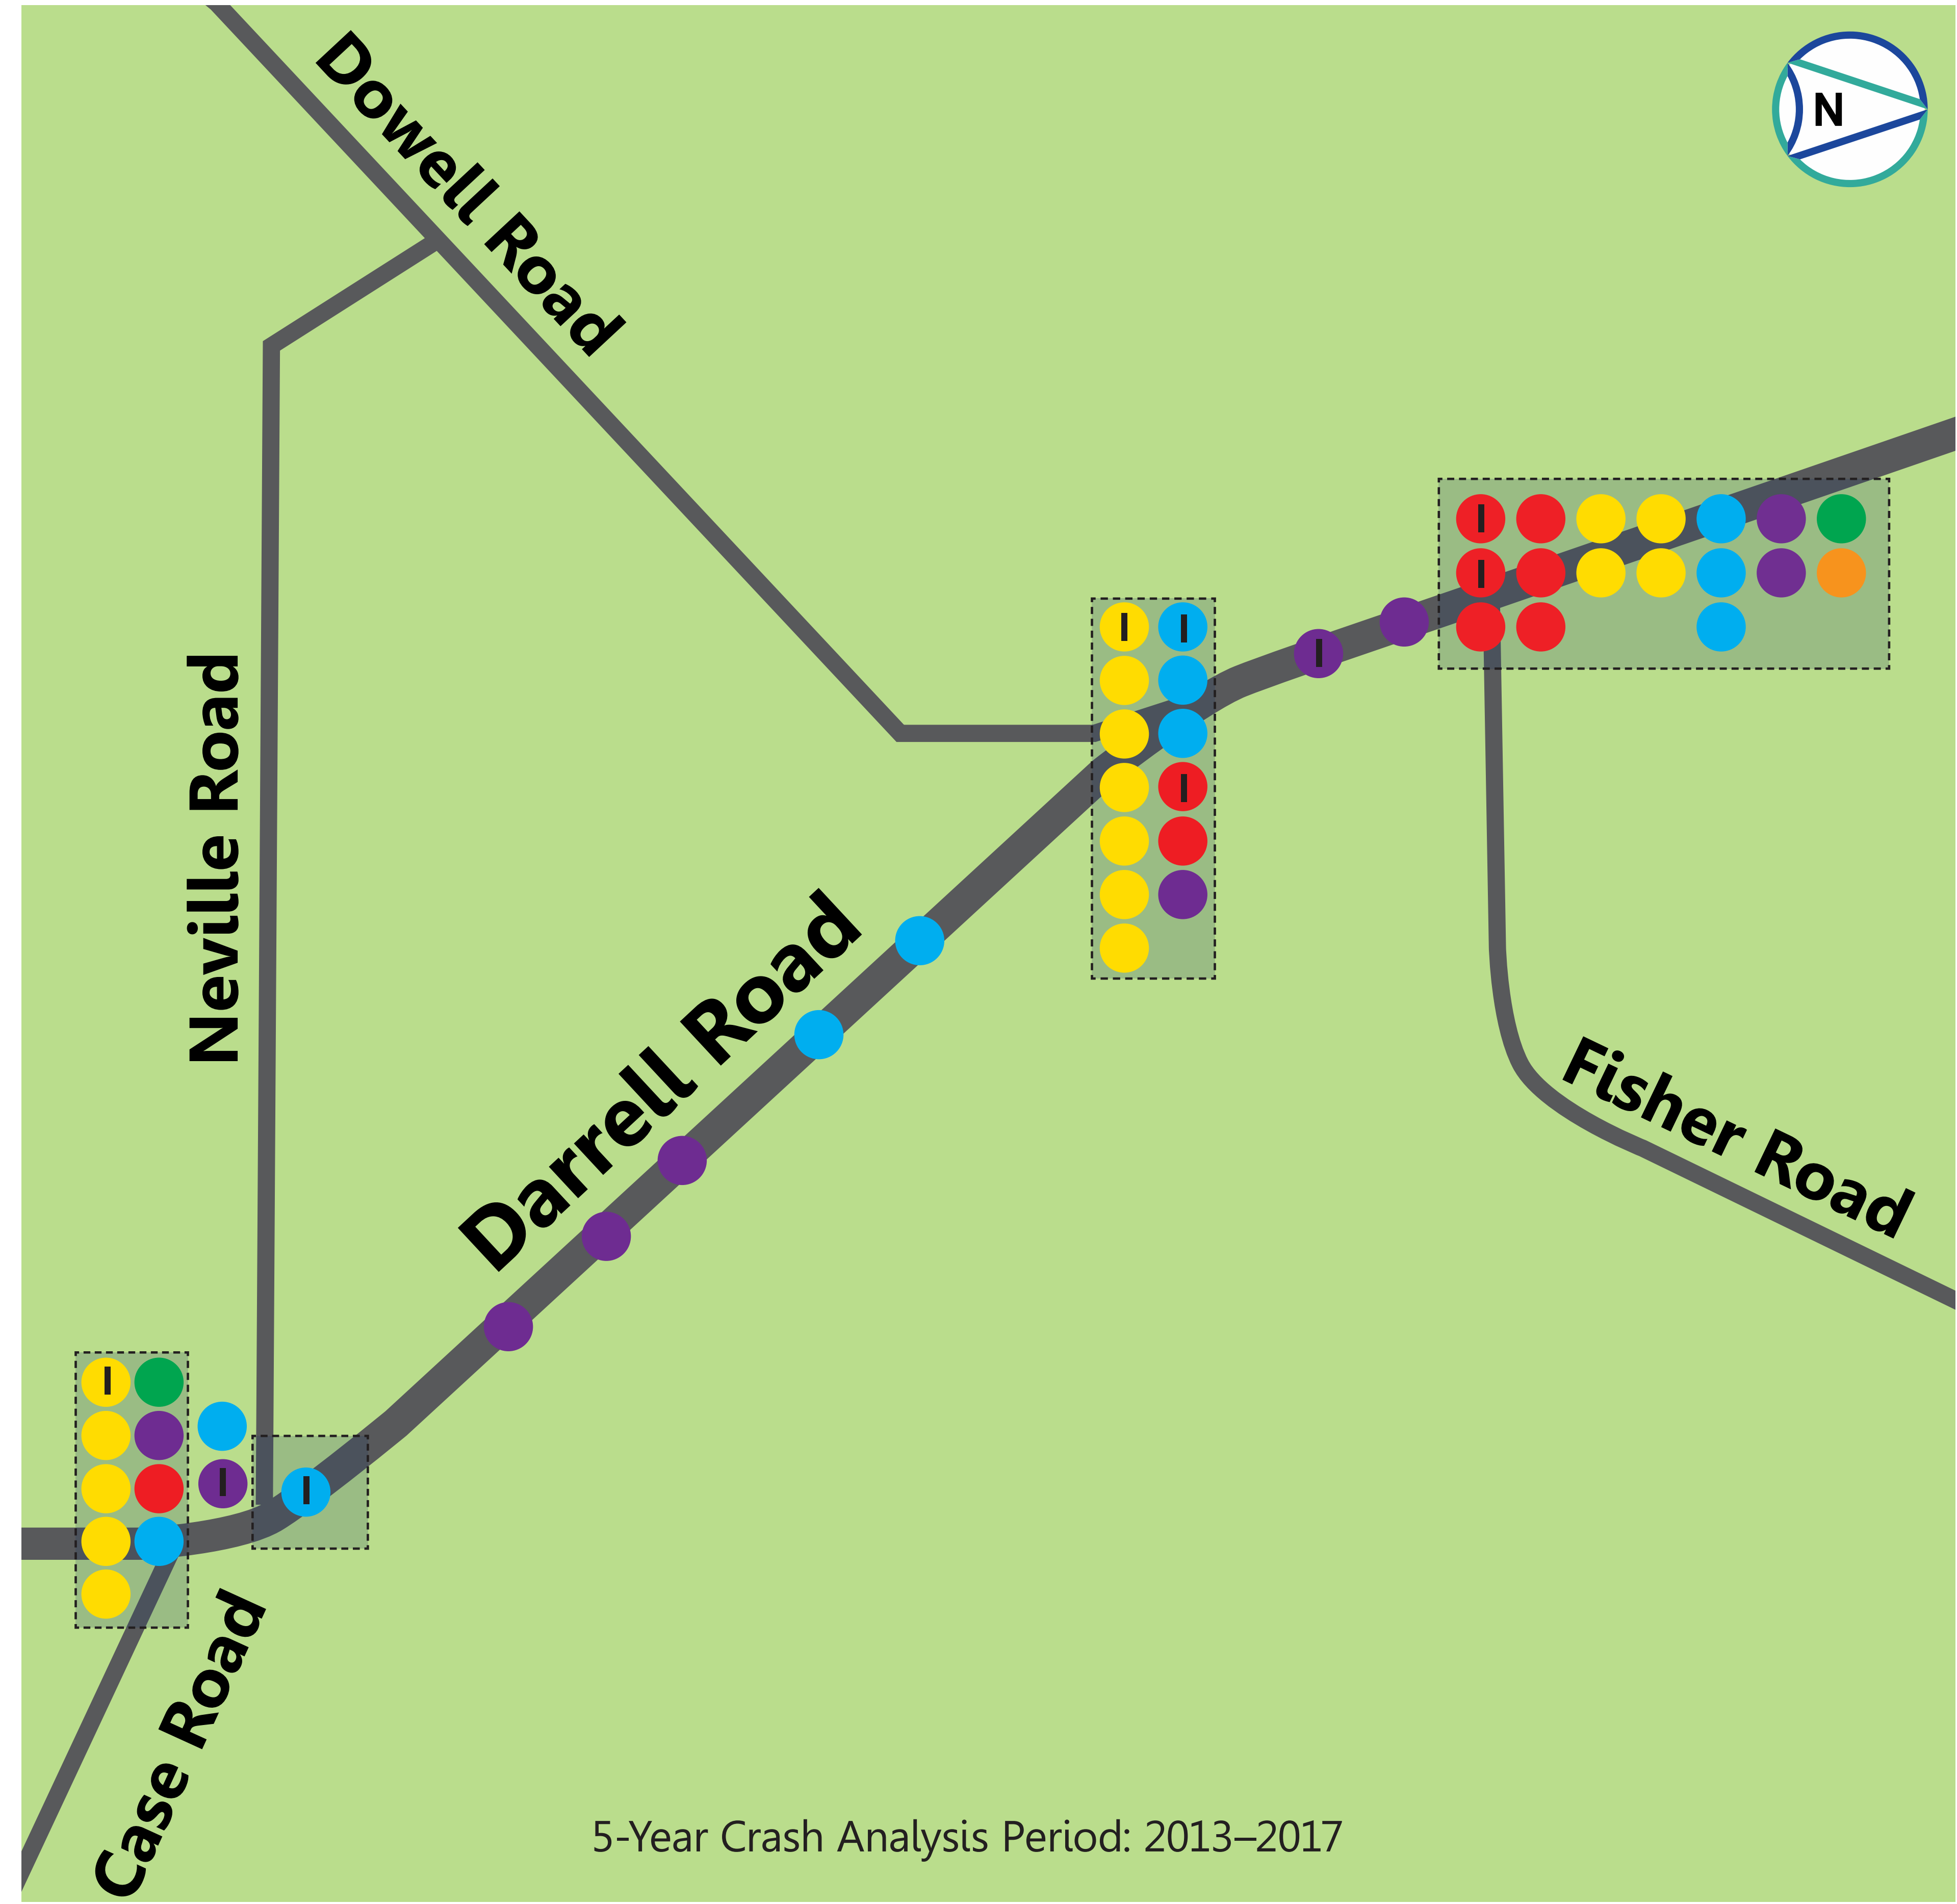 Dowell Road
N
Neville Road
Darrell Road
Fisher Road
I
I
I
I
I
I
I
I
I
Case Road
5-Year Crash Analysis Period: 2013–2017